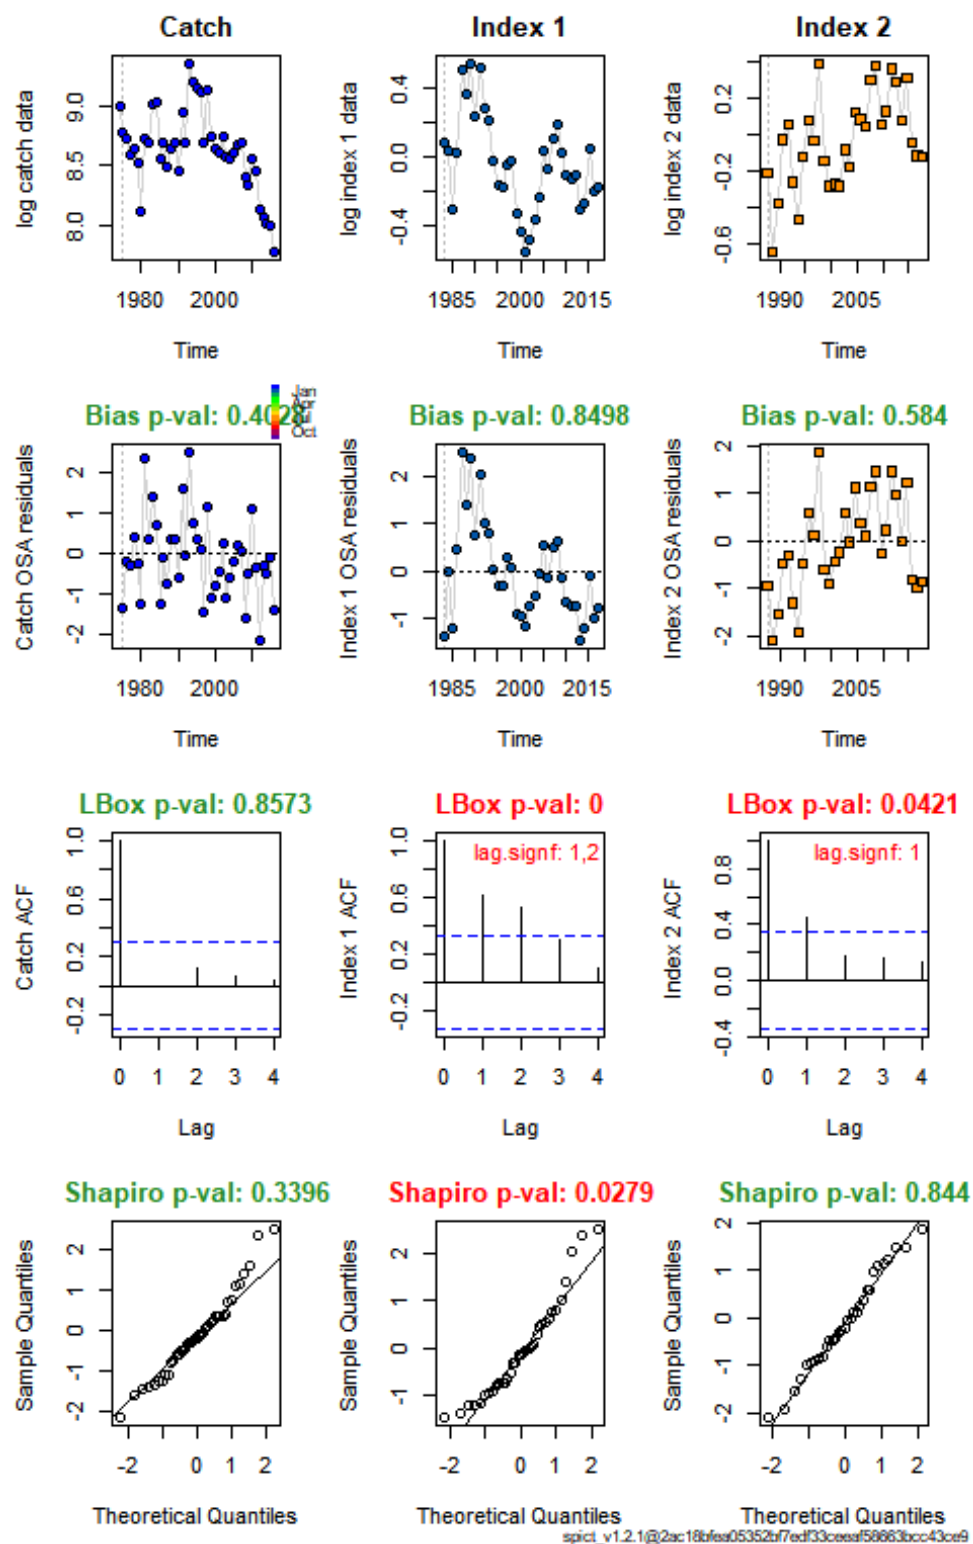 Catch
Index 1
Index 2
log catch data
8.0 8.5 9.0
1980 2000
Time
log index 1 data
-0.4 0.0 0.4
1985 2000 2015
Time
log index 2 data
-0.6 -0.2 0.2
1990 2005
Time
Bias p-val: 0.4028
Jan
Apr
Jul
Oct
Bias p-val: 0.8498
Bias p-val: 0.584
Catch OSA residuals
-2 -1 0 1 2
1980 2000
Time
Index 1 OSA residuals
-1 0 1 2
1985 2000 2015
Time
Index 2 OSA residuals
-2 -1 0 1 2
1990 2005
Time
LBox p-val: 0.8573
LBox p-val: 0
LBox p-val: 0.0421
Catch ACF
-0.2 0.2 0.6 1.0
0 1 2 3 4
Lag
Index 1 ACF
-0.2 0.2 0.6 1.0
lag.signf: 1,2
0 1 2 3 4
Lag
Index 2 ACF
-0.4 0.0 0.4 0.8
lag.signf: 1
0 1 2 3 4
Lag
Shapiro p-val: 0.3396
Shapiro p-val: 0.0279
Shapiro p-val: 0.844
Sample Quantiles
-2 -1 0 1 2
-2 0 1 2
Theoretical Quantiles
Sample Quantiles
-1 0 1 2
-2 0 1 2
Theoretical Quantiles
Sample Quantiles
-2 -1 0 1 2
-2 0 1 2
Theoretical Quantiles